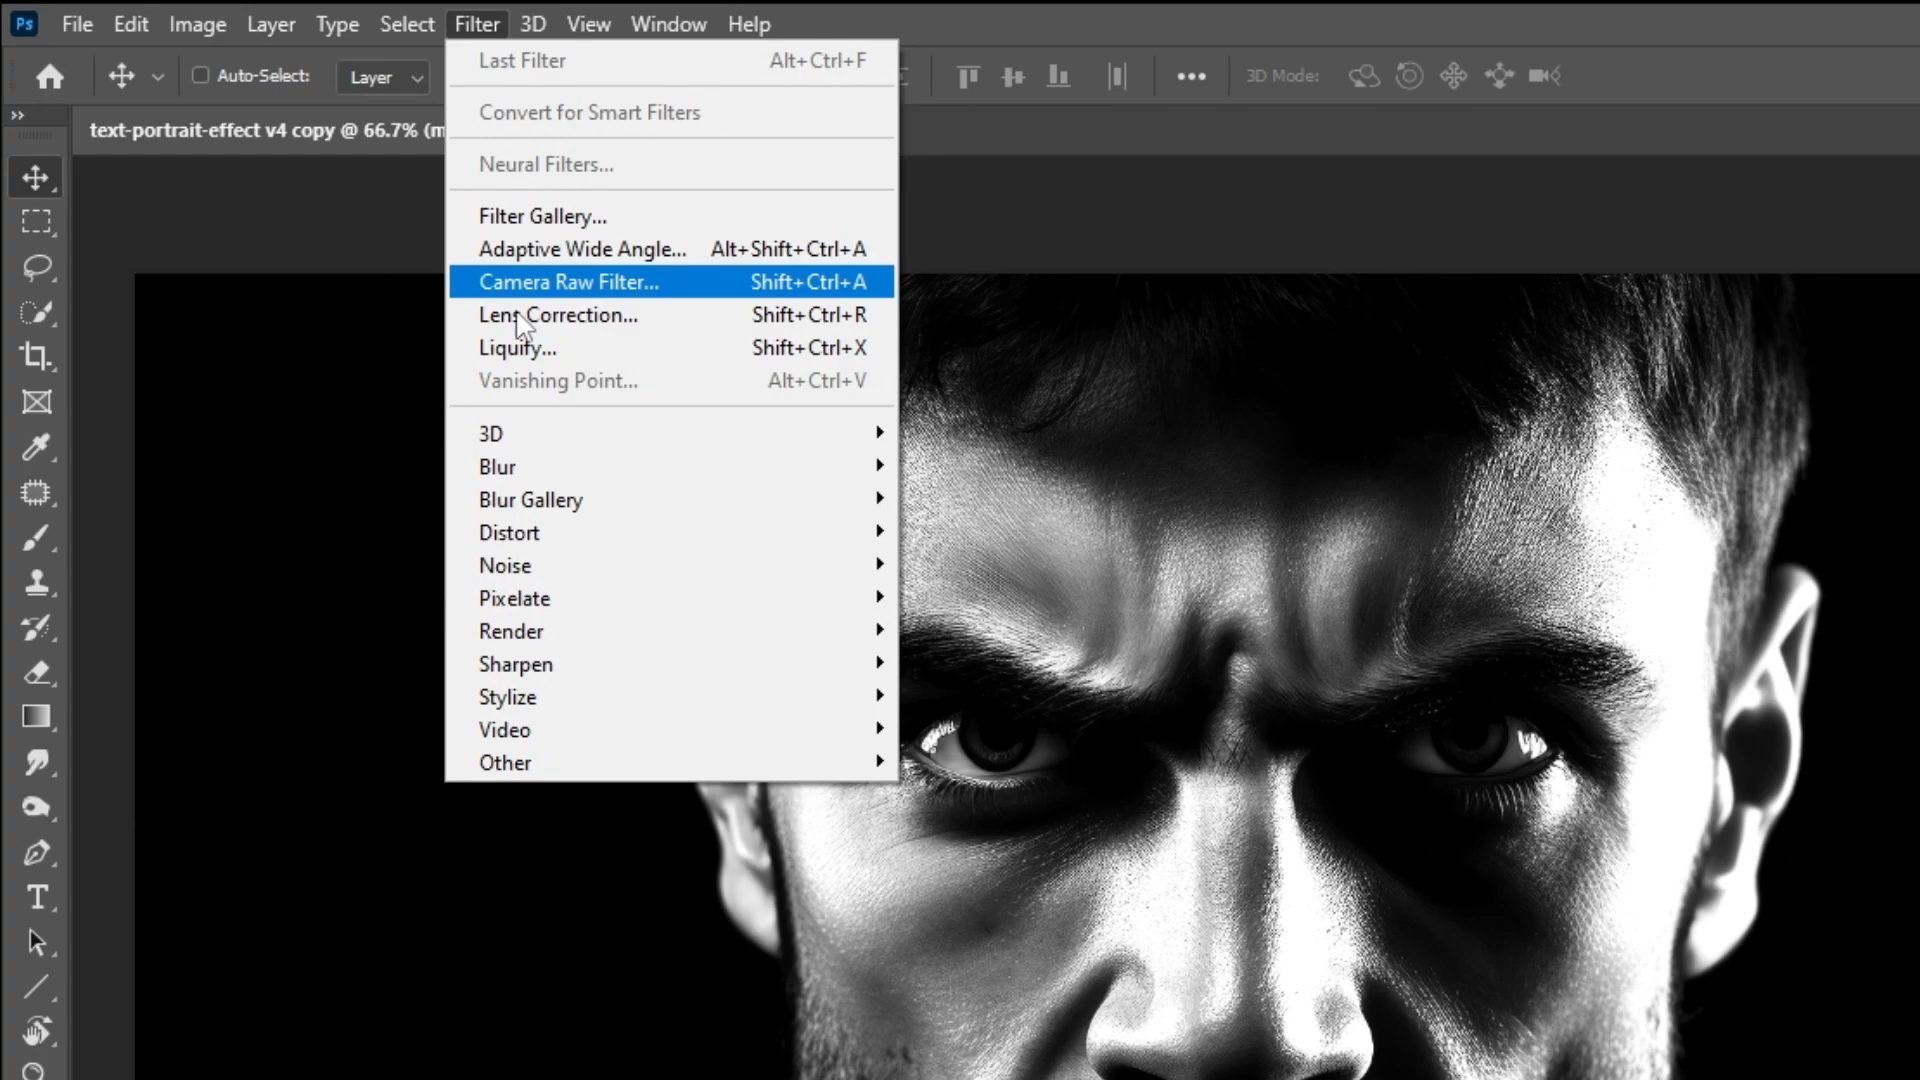 Ps File Edit Image Layer Type Select Filter 3D View Window Help
Auto-Select: Layer 3D Mode:
text-portrait-effect v4 copy @ 66.7% (m
Last Filter Alt+Ctrl+F
Convert for Smart Filters
Neural Filters...
Filter Gallery...
Adaptive Wide Angle... Alt+Shift+Ctrl+A
Camera Raw Filter... Shift+Ctrl+A
Lens Correction... Shift+Ctrl+R
Liquify... Shift+Ctrl+X
Vanishing Point... Alt+Ctrl+V
3D
Blur
Blur Gallery
Distort
Noise
Pixelate
Render
Sharpen
Stylize
Video
Other